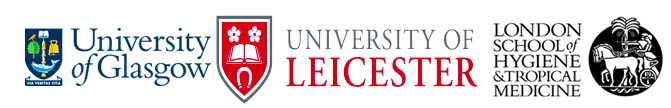 University
of Glasgow
VIA VERITAS VITA
UNIVERSITY OF
LEICESTER
LONDON
SCHOOL of
HYGIENE
& TROPICAL
MEDICINE